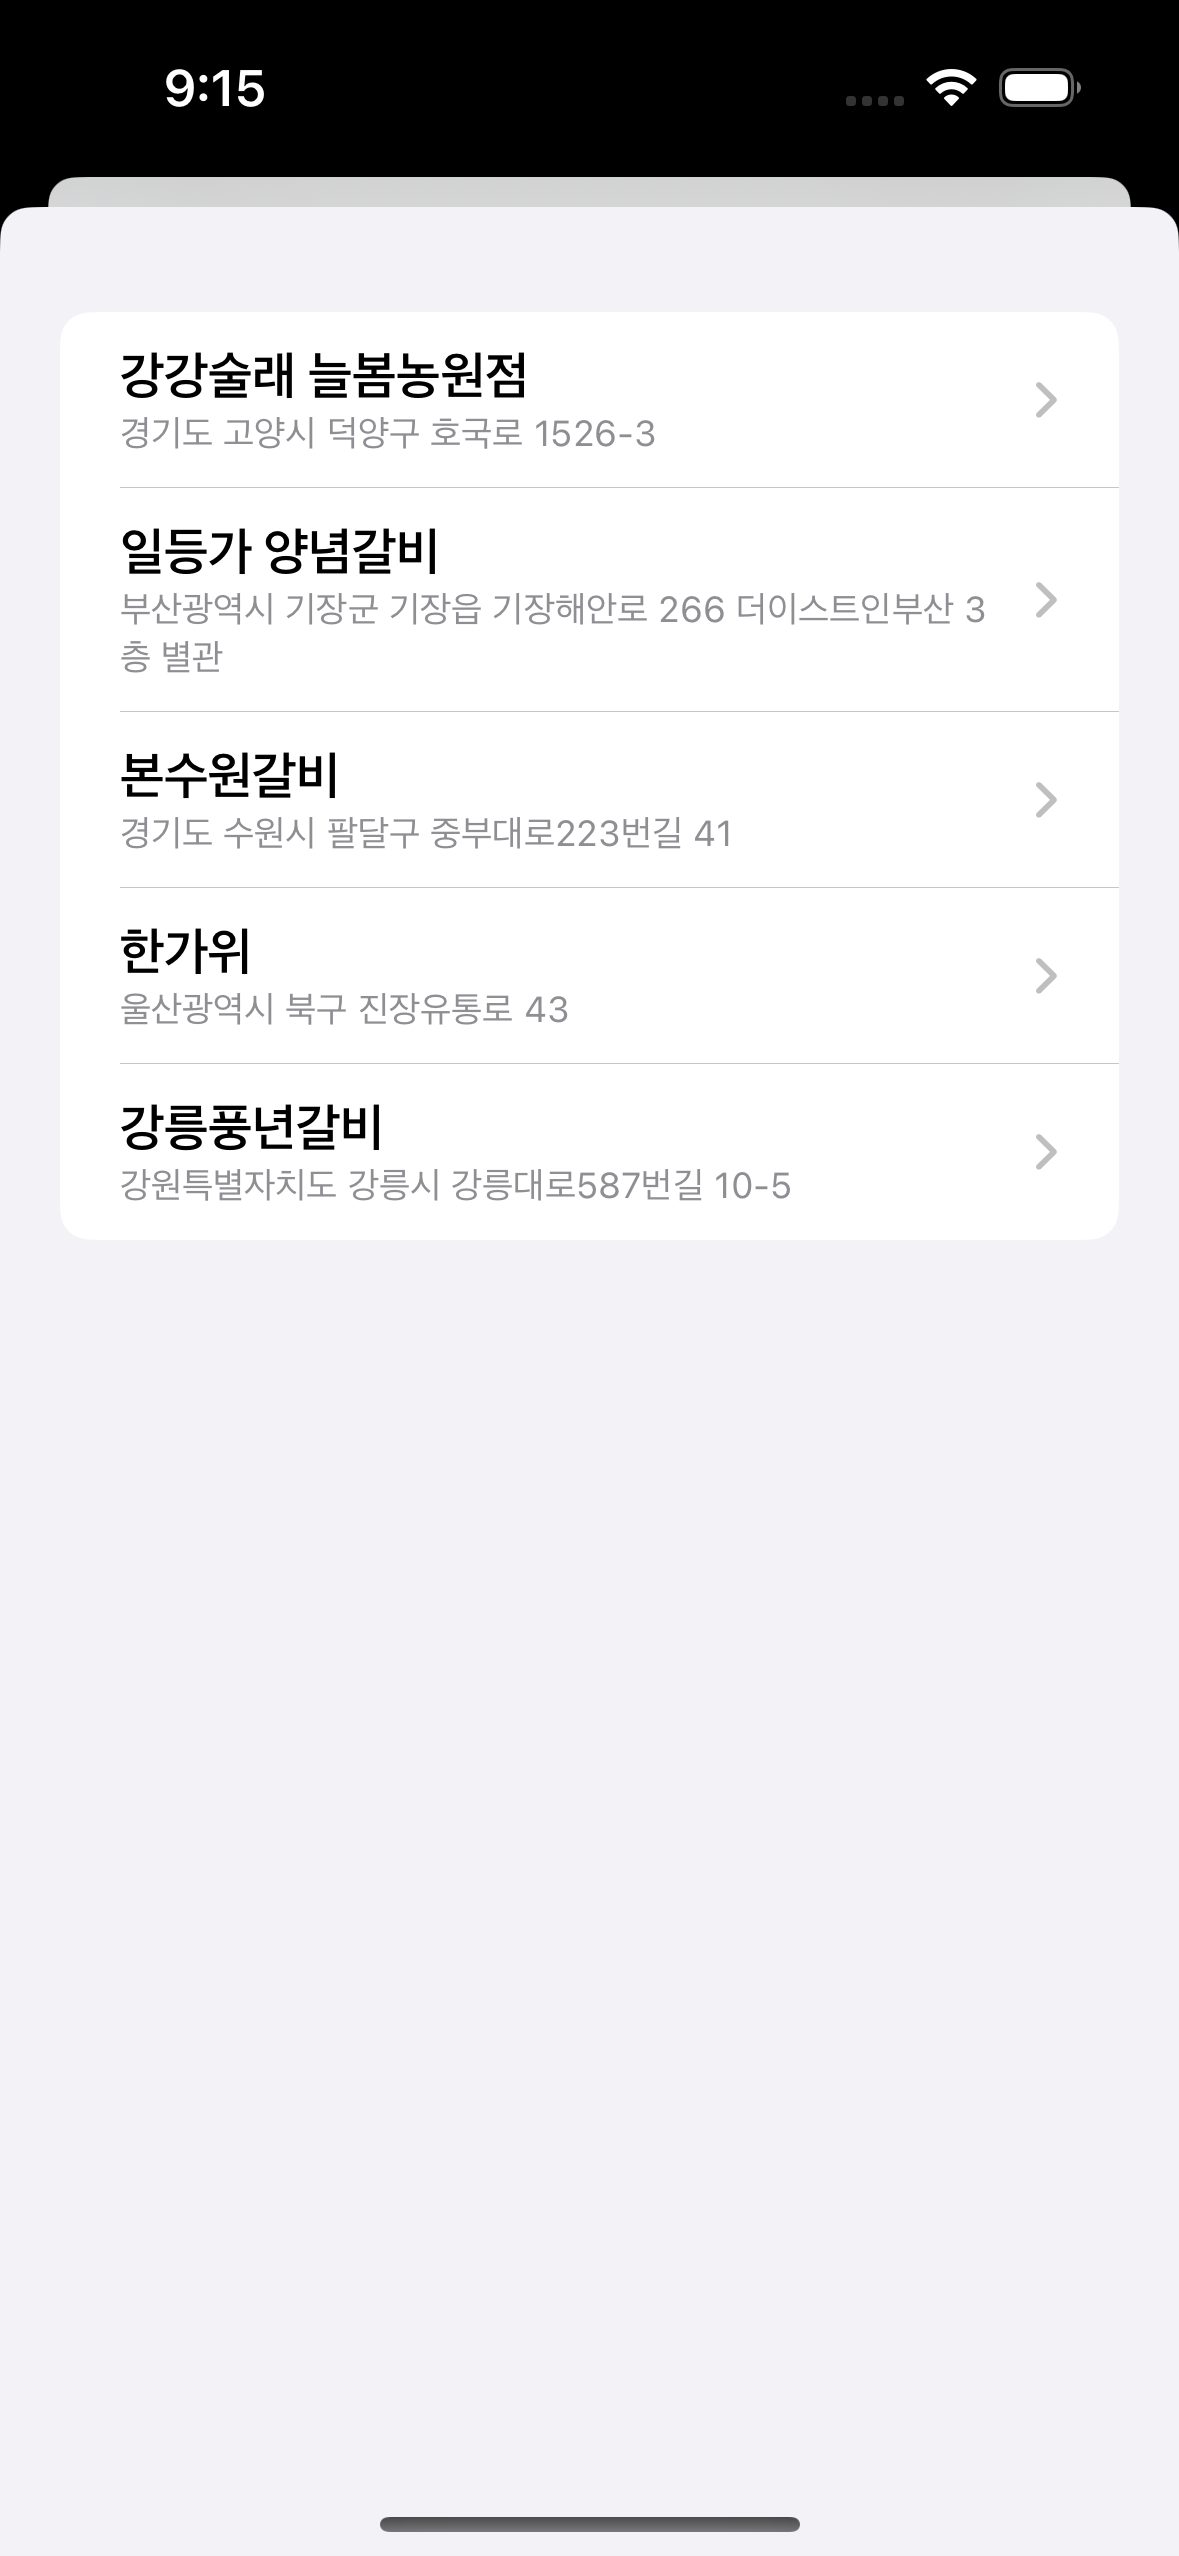 9:15
강강술래 늘봄농원점
경기도 고양시 덕양구 호국로 1526-3
일등가 양념갈비
부산광역시 기장군 기장읍 기장해안로 266 더이스트인부산 3
층 별관
본수원갈비
경기도 수원시 팔달구 중부대로223번길 41
한가위
울산광역시 북구 진장유통로 43
강릉풍년갈비
강원특별자치도 강릉시 강릉대로587번길 10-5